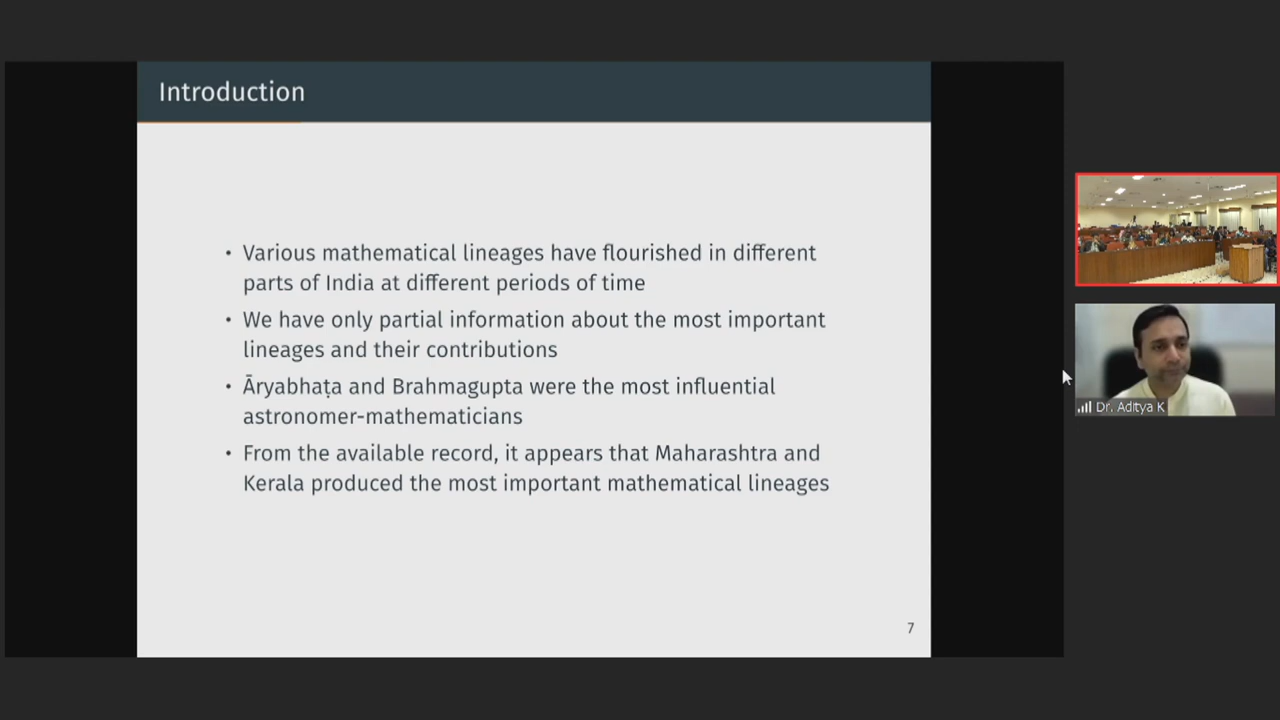 Introduction
• Various mathematical lineages have flourished in different
parts of India at different periods of time
• We have only partial information about the most important
lineages and their contributions
• Āryabhaṭa and Brahmagupta were the most influential
astronomer-mathematicians
• From the available record, it appears that Maharashtra and
Kerala produced the most important mathematical lineages
7
Dr. Aditya K